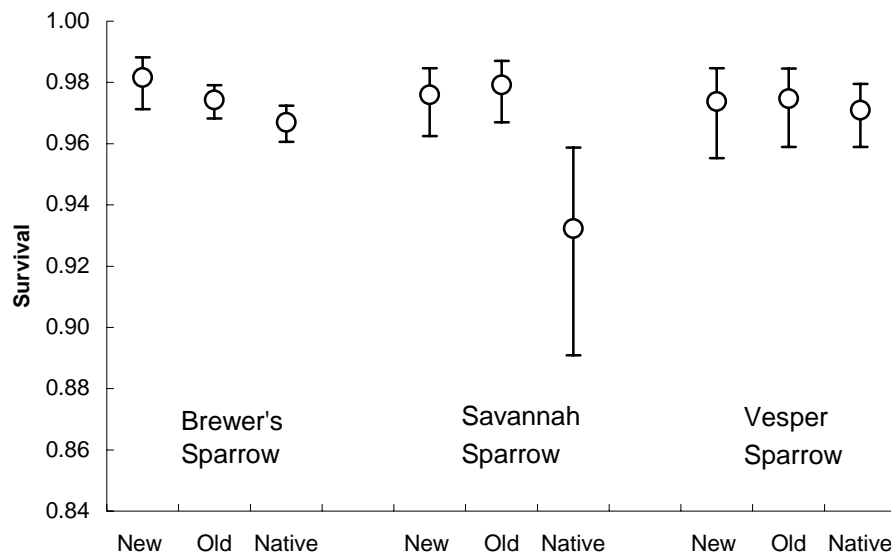 1.00
0.98
0.96
0.94
0.92
0.90
0.88
0.86
0.84
Survival
Brewer's
Sparrow
Savannah
Sparrow
Vesper
Sparrow
New Old Native New Old Native New Old Native